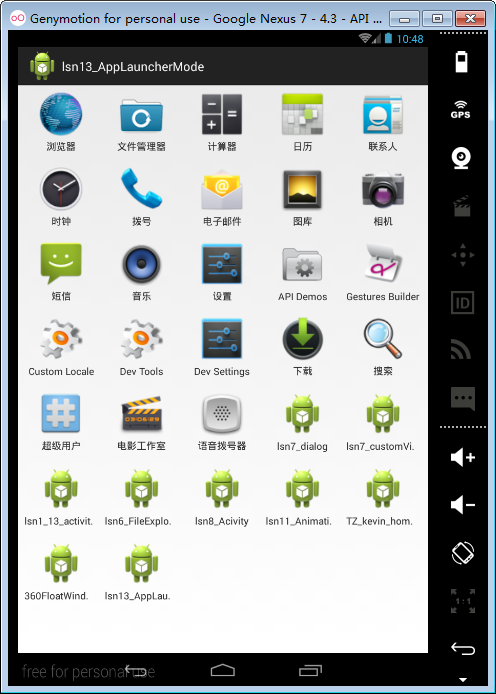 Genymotion for personal use - Google Nexus 7 - 4.3 - API ...
10:48
lsn13_AppLauncherMode
浏览器 文件管理器 计算器 日历 联系人
时钟 拨号 电子邮件 图库 相机
短信 音乐 设置 API Demos Gestures Builder
Custom Locale Dev Tools Dev Settings 下载 搜索
超级用户 电影工作室 语音拨号器 lsn7_dialog lsn7_customVi.
lsn1_13_activit. lsn6_FileExplo. lsn8_Acivity lsn11_Animati. TZ_kevin_hom.
360FloatWind. lsn13_AppLau.
free for personal use
GPS
ID
1:1